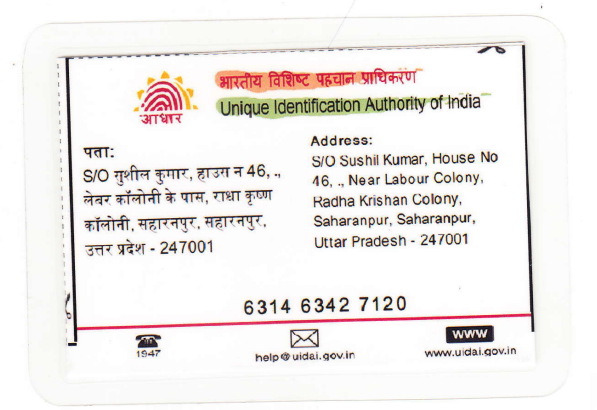 भारतीय विशिष्ट पहचान प्राधिकरण
Unique Identification Authority of India
आधार
पता:
S/O सुशील कुमार, हाउस न 46, .,
लेबर कॉलोनी के पास, राधा कृष्ण
कॉलोनी, सहारनपुर, सहारनपुर,
उत्तर प्रदेश - 247001
Address:
S/O Sushil Kumar, House No
46, ., Near Labour Colony,
Radha Krishan Colony,
Saharanpur, Saharanpur,
Uttar Pradesh - 247001
6314 6342 7120
1947
help@uidai.gov.in
www
www.uidai.gov.in